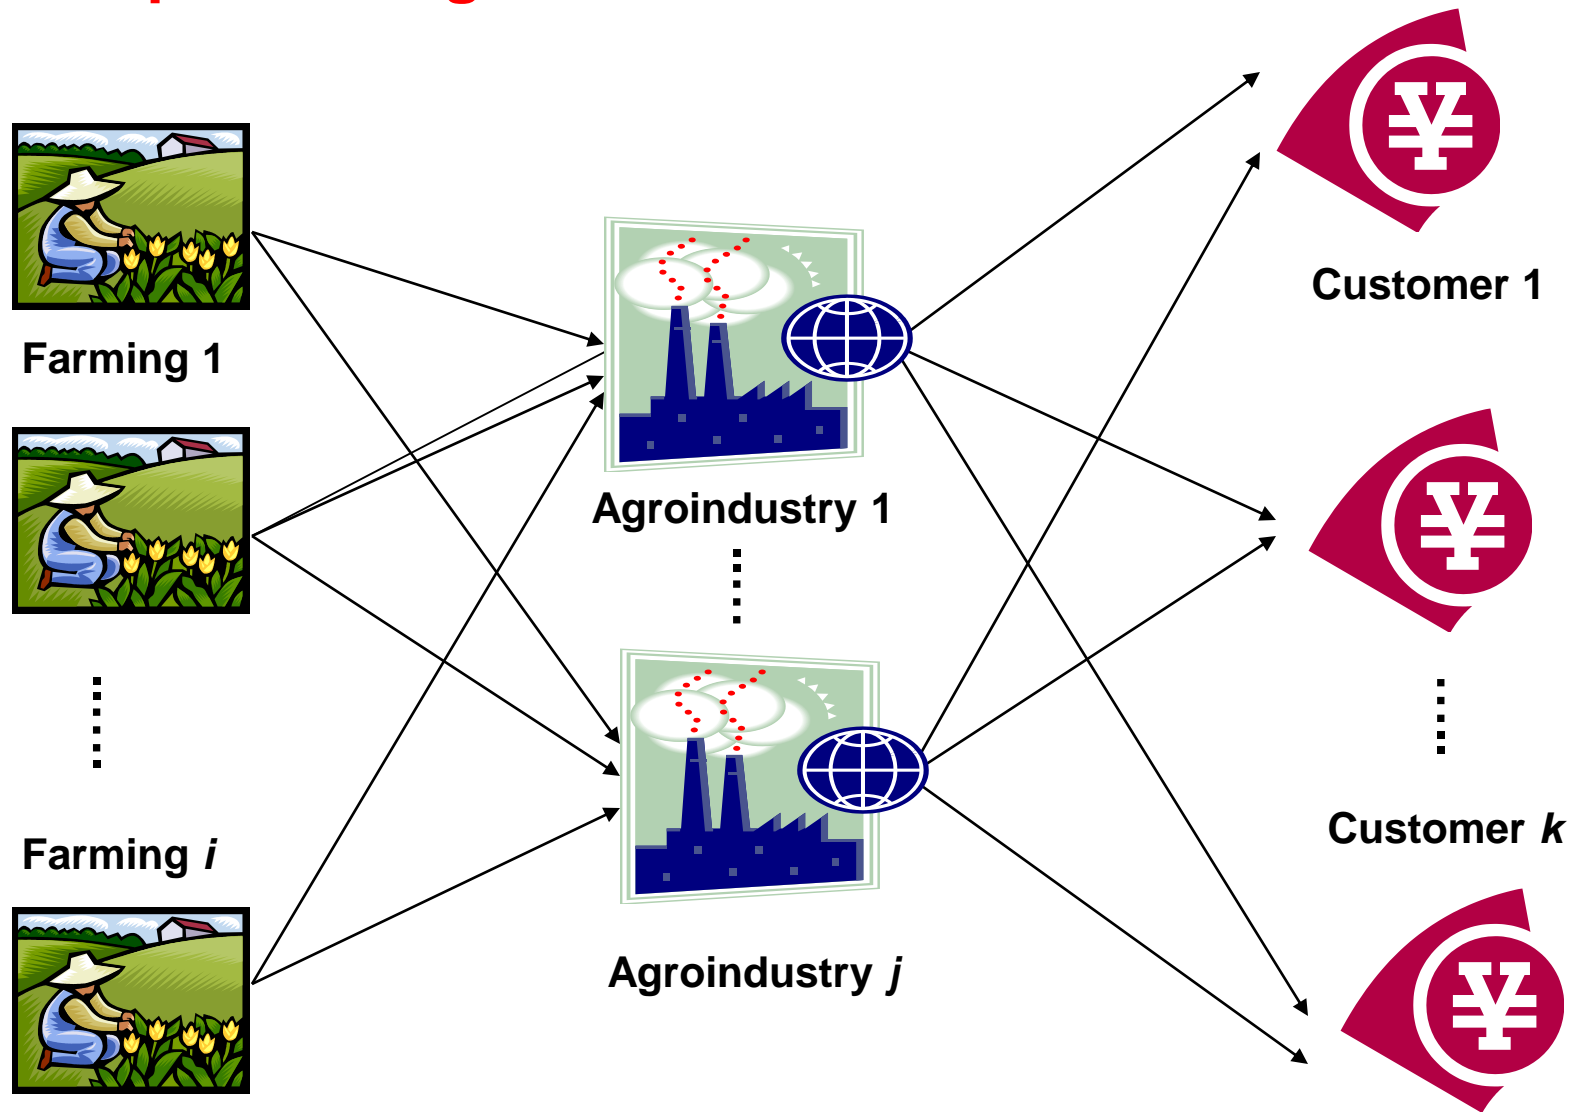 Farming 1
Agroindustry 1
Customer 1
Farming i
Agroindustry j
Customer k
¥
¥
¥